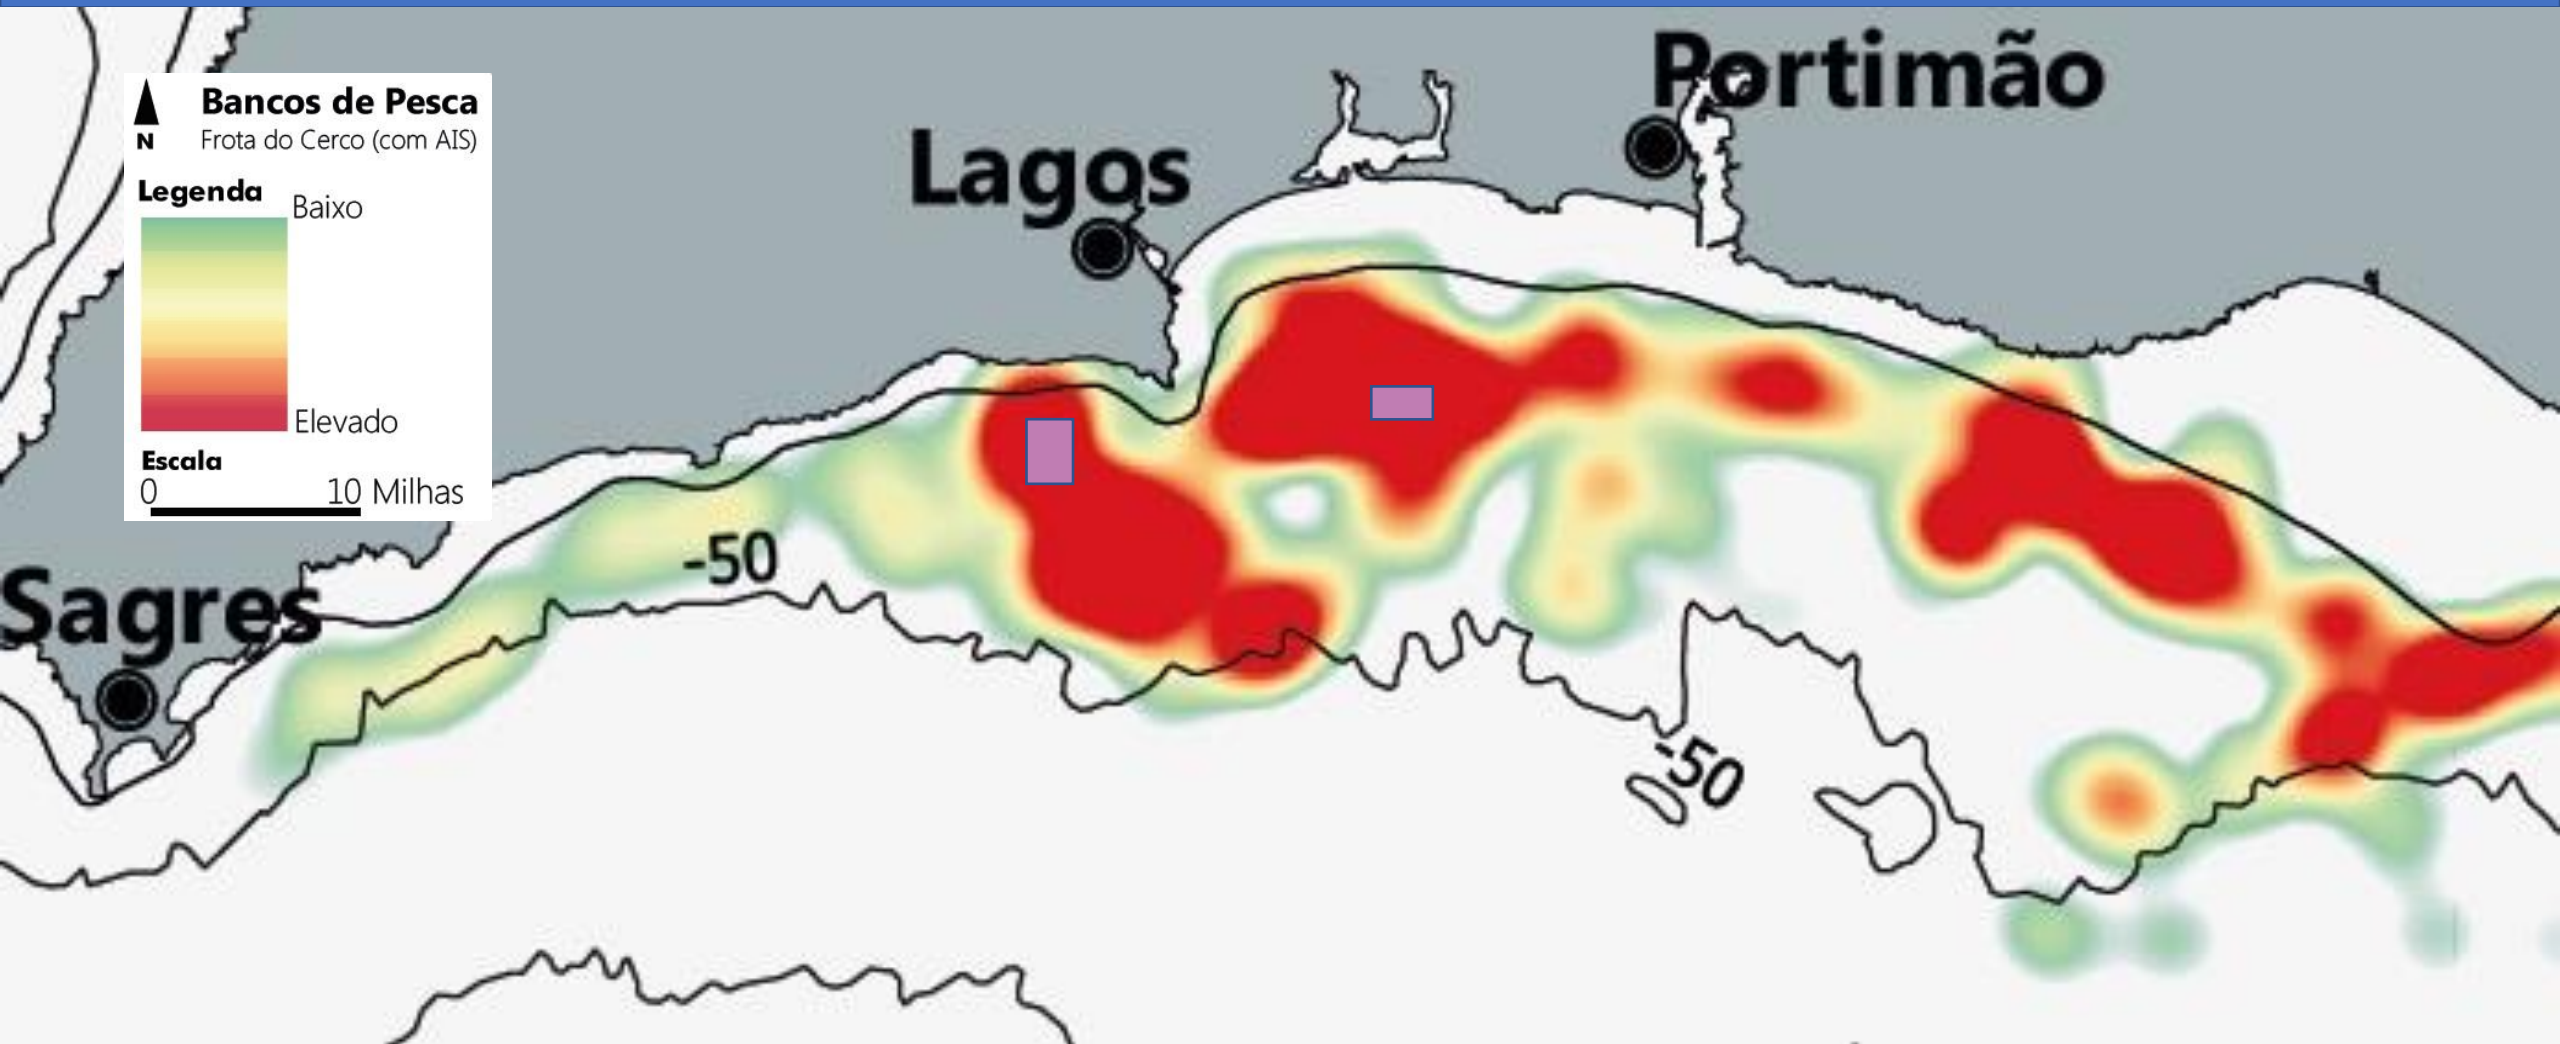 Portimão
Bancos de Pesca
N
Frota do Cerco (com AIS)
Lagos
Legenda
Baixo
Elevado
Escala
0
10 Milhas
-50
Sagres
-50